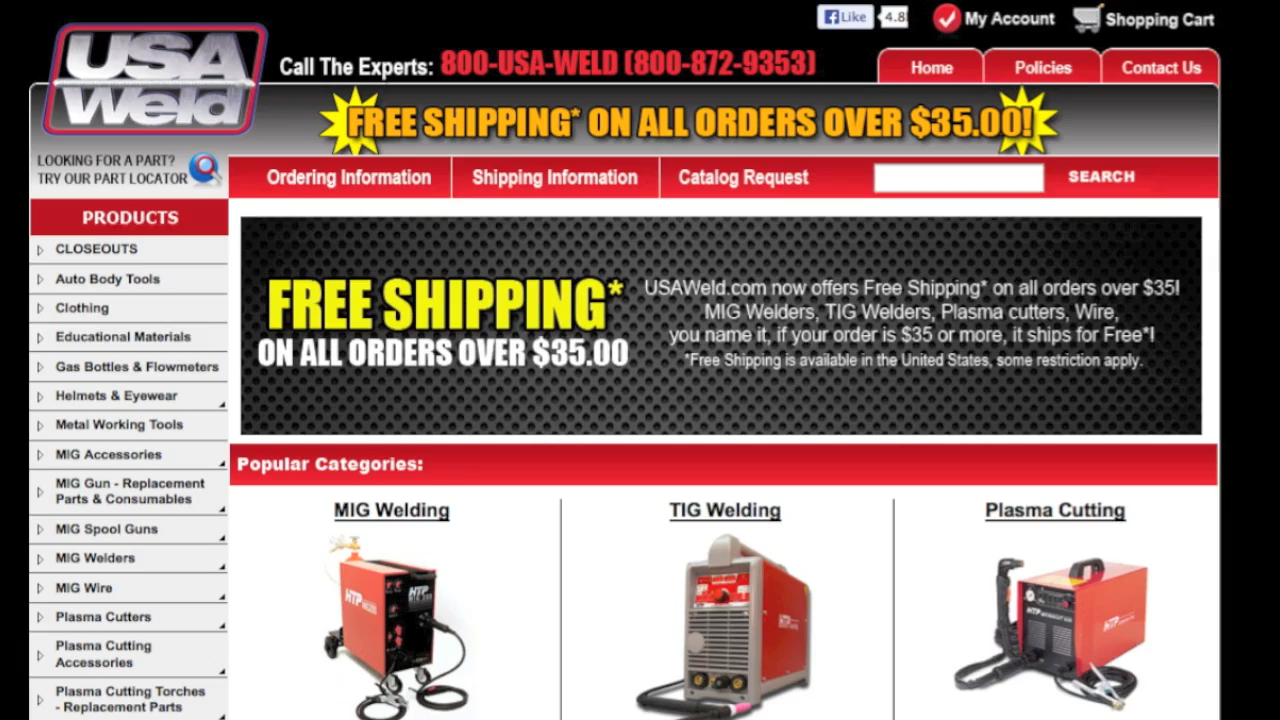 Like
4.8
My Account
Shopping Cart
USA
Weld
Call The Experts: 800-USA-WELD (800-872-9353)
Home
Policies
Contact Us
FREE SHIPPING* ON ALL ORDERS OVER $35.00!
LOOKING FOR A PART?
TRY OUR PART LOCATOR
Ordering Information
Shipping Information
Catalog Request
SEARCH
PRODUCTS
CLOSEOUTS
Auto Body Tools
Clothing
Educational Materials
Gas Bottles & Flowmeters
Helmets & Eyewear
Metal Working Tools
MIG Accessories
MIG Gun - Replacement
Parts & Consumables
MIG Spool Guns
MIG Welders
MIG Wire
Plasma Cutters
Plasma Cutting
Accessories
Plasma Cutting Torches
- Replacement Parts
FREE SHIPPING*
ON ALL ORDERS OVER $35.00
USAWeld.com now offers Free Shipping* on all orders over $35!
MIG Welders, TIG Welders, Plasma cutters, Wire,
you name it, if your order is $35 or more, it ships for Free*!
*Free Shipping is available in the United States, some restriction apply.
Popular Categories:
MIG Welding
TIG Welding
Plasma Cutting
HTP
HTP
HTP
HTP
HTP